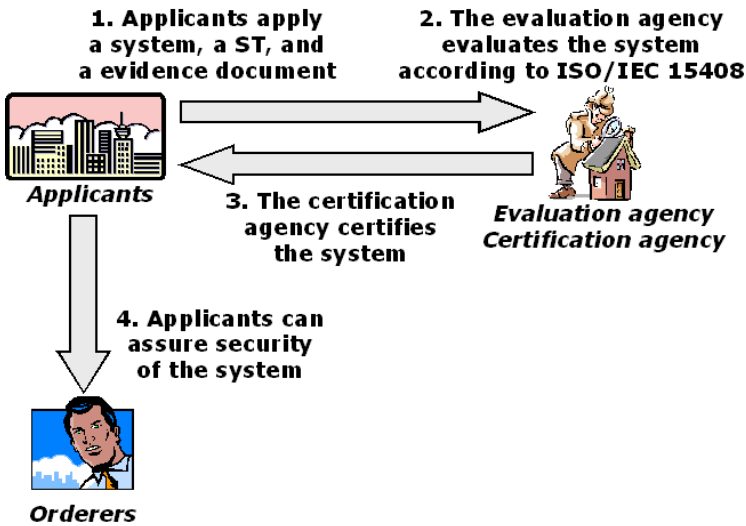 1. Applicants apply
a system, a ST, and
a evidence document
2. The evaluation agency
evaluates the system
according to ISO/IEC 15408
Applicants
3. The certification
agency certifies
the system
Evaluation agency
Certification agency
4. Applicants can
assure security
of the system
Orderers